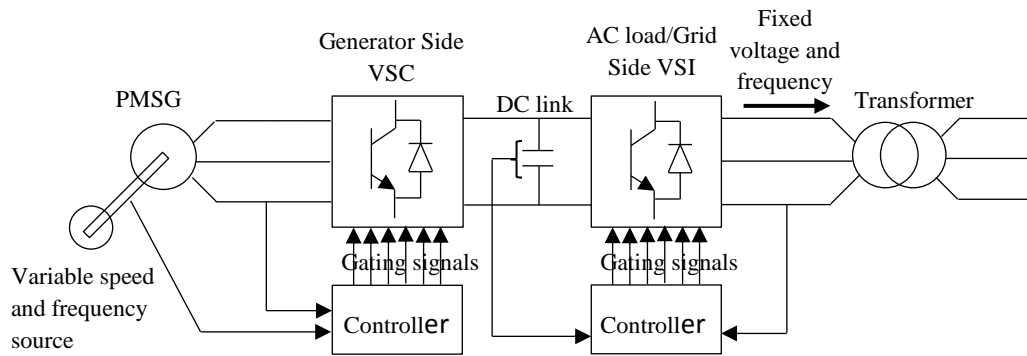 Fixed
voltage and
frequency
Generator Side
VSC
AC load/Grid
Side VSI
PMSG
DC link
Transformer
Gating signals
Gating signals
Variable speed
and frequency
source
Controller
Controller